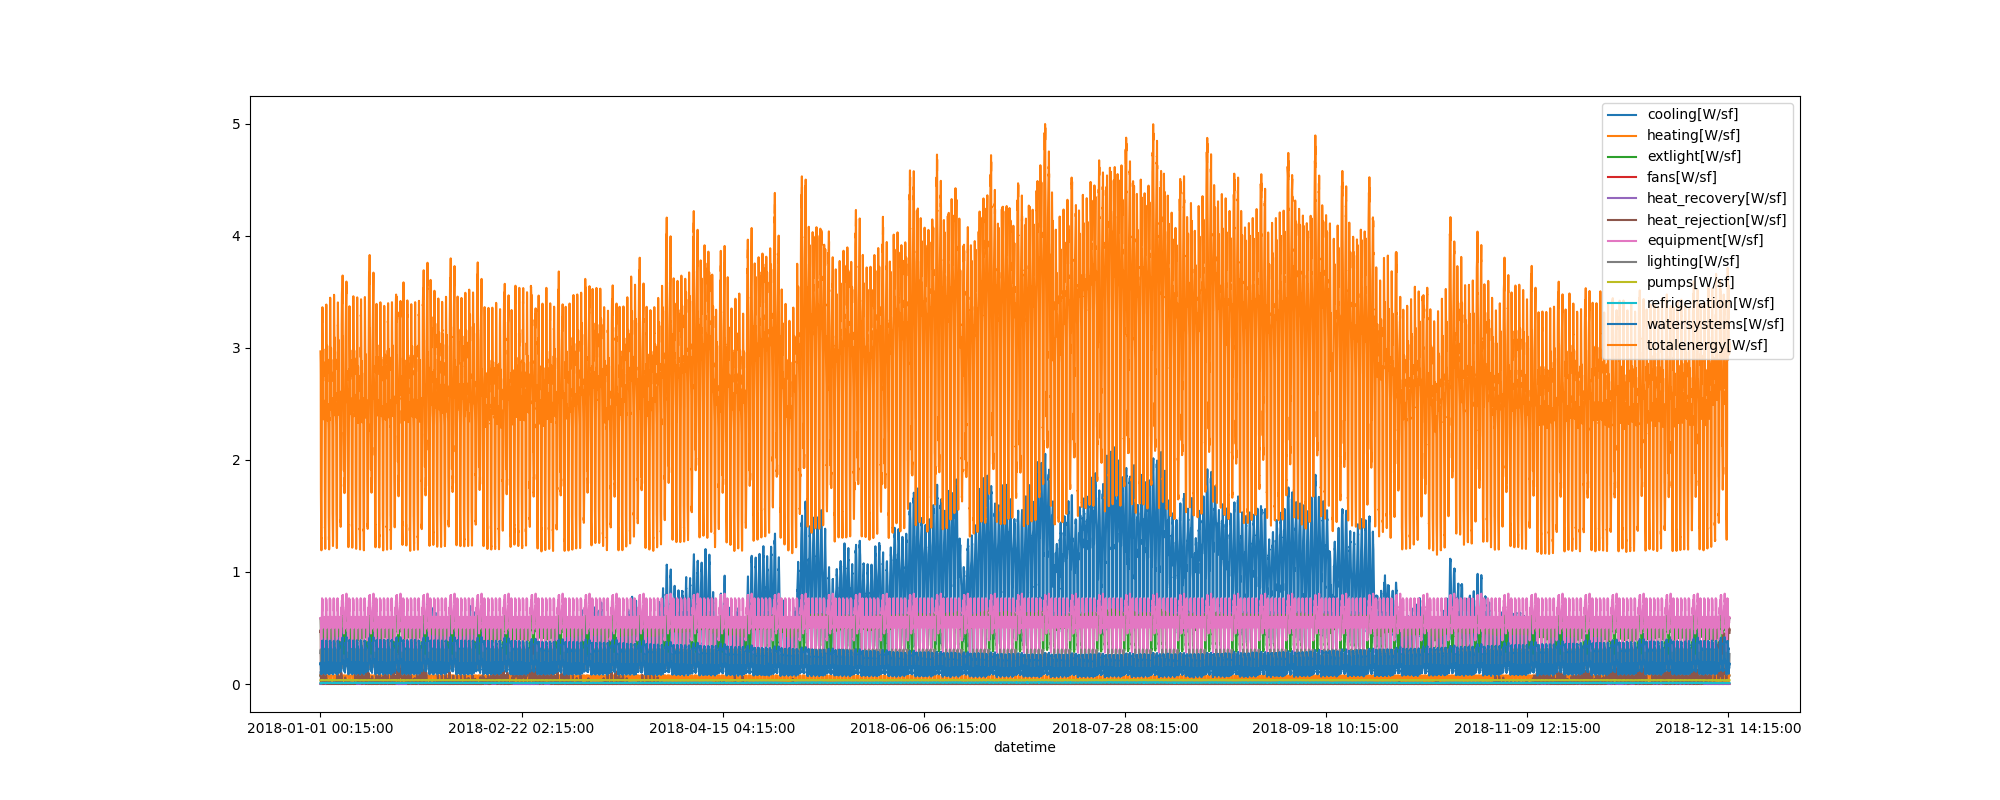 cooling[W/sf]
heating[W/sf]
extlight[W/sf]
fans[W/sf]
heat_recovery[W/sf]
heat_rejection[W/sf]
equipment[W/sf]
lighting[W/sf]
pumps[W/sf]
refrigeration[W/sf]
watersystems[W/sf]
totalenergy[W/sf]
5
4
3
2
1
0
2018-01-01 00:15:00 2018-02-22 02:15:00 2018-04-15 04:15:00 2018-06-06 06:15:00 2018-07-28 08:15:00 2018-09-18 10:15:00 2018-11-09 12:15:00 2018-12-31 14:15:00
datetime